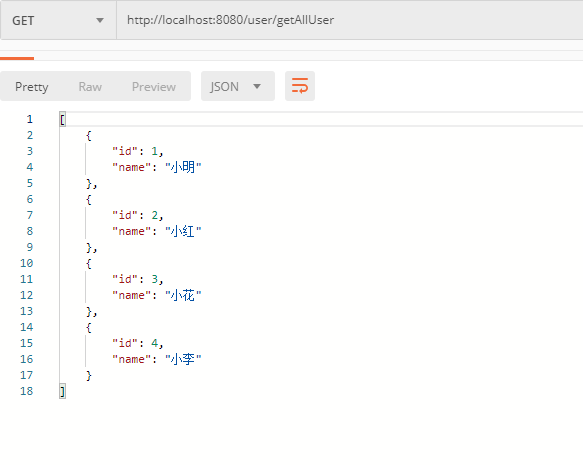 GET http://localhost:8080/user/getAllUser
Pretty Raw Preview JSON
1 [
2 {
3 "id": 1,
4 "name": "小明"
5 },
6 {
7 "id": 2,
8 "name": "小红"
9 },
10 {
11 "id": 3,
12 "name": "小花"
13 },
14 {
15 "id": 4,
16 "name": "小李"
17 }
18 ]